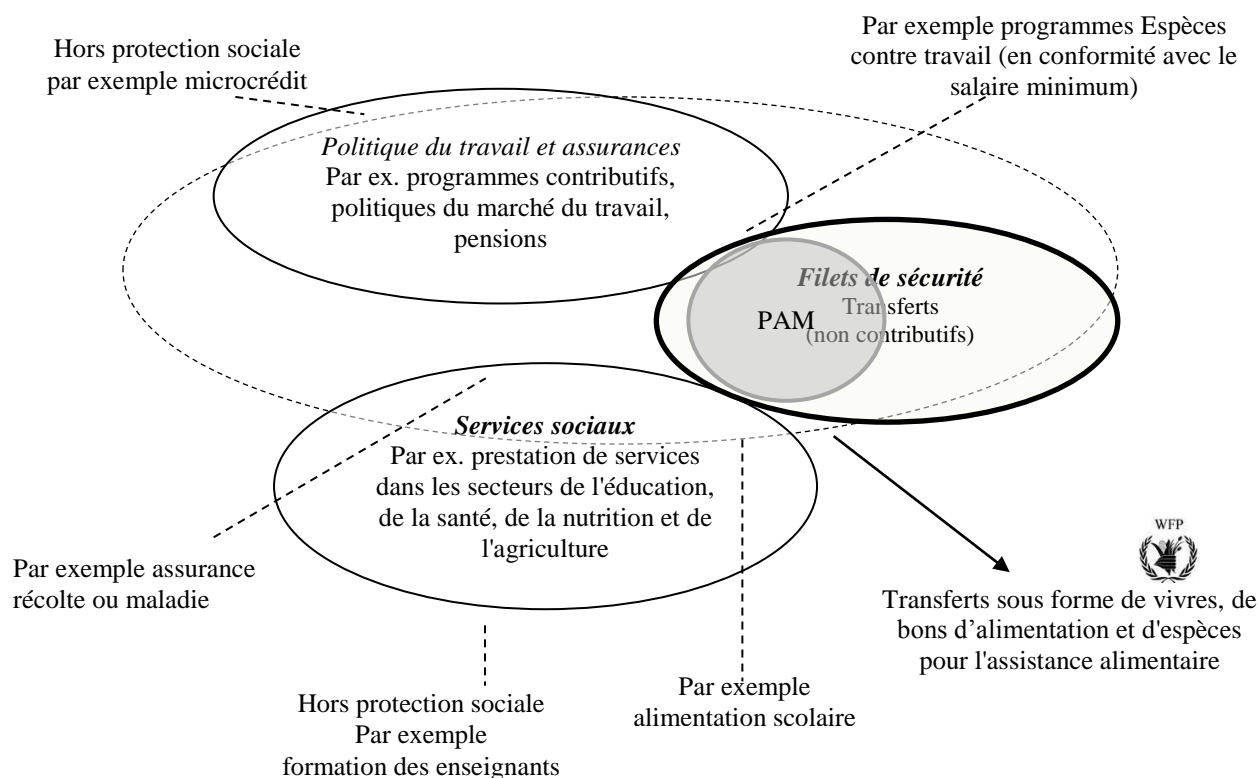 Hors protection sociale
par exemple microcrédit
Par exemple programmes Espèces
contre travail (en conformité avec le
salaire minimum)
Politique du travail et assurances
Par ex. programmes contributifs,
politiques du marché du travail,
pensions
Filets de sécurité
Transferts
(non contributifs)
PAM
Services sociaux
Par ex. prestation de services
dans les secteurs de l'éducation,
de la santé, de la nutrition et de
l'agriculture
Par exemple assurance
récolte ou maladie
WFP
Transferts sous forme de vivres, de
bons d’alimentation et d'espèces
pour l'assistance alimentaire
Par exemple
alimentation scolaire
Hors protection sociale
Par exemple
formation des enseignants